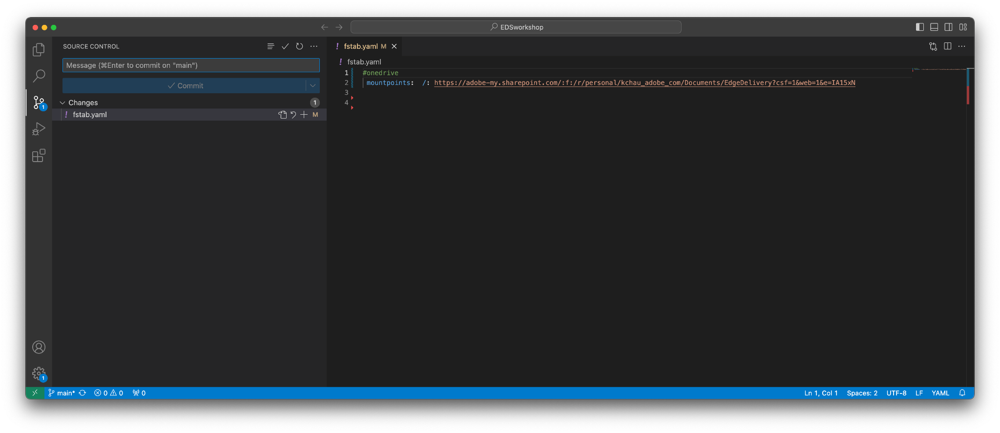 EDSworkshop
SOURCE CONTROL
Message (⌘Enter to commit on "main")
Commit
Changes 1
! fstab.yaml M
1
1
! fstab.yaml M
! fstab.yaml
1 #onedrive
2 mountpoints:  /: https://adobe-my.sharepoint.com/:f:/r/personal/kchau_adobe_com/Documents/EdgeDelivery?csf=1&web=1&e=IA15xN
3
4
main* 0 0 0 Ln 1, Col 1 Spaces: 2 UTF-8 LF YAML